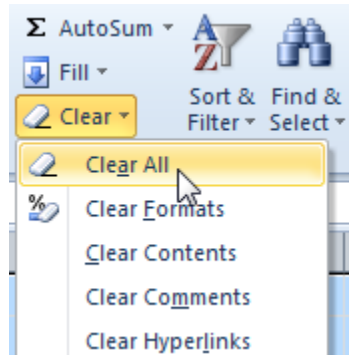 Σ AutoSum
Fill
Clear
Sort & Filter
Find & Select
Clear All
Clear Formats
Clear Contents
Clear Comments
Clear Hyperlinks